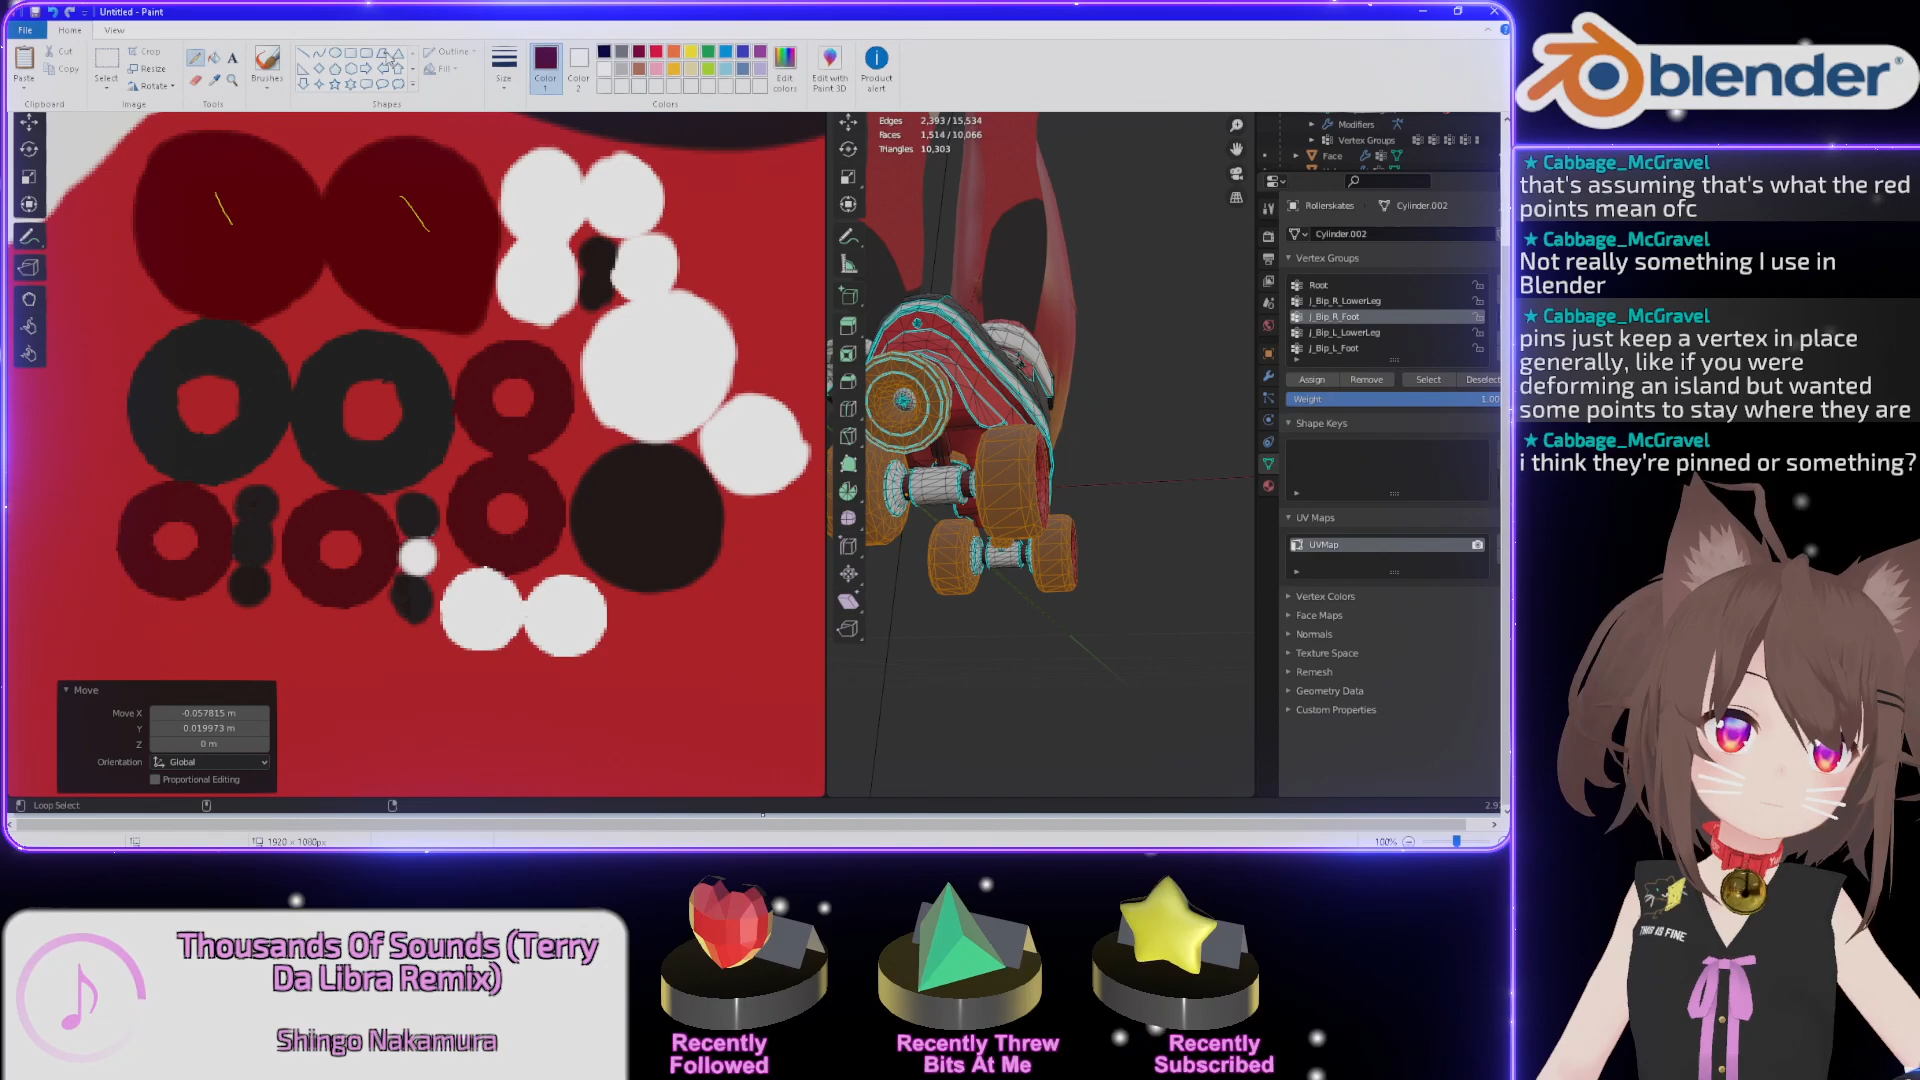 Untitled - Paint
File
Home
View
Paste
Cut
Copy
Clipboard
Select
Crop
Resize
Rotate
Image
Tools
Brushes
Shapes
Outline
Fill
Size
Color 1
Color 2
Edit colors
Colors
Edit with Paint 3D
Product alert
Edges 2,393 / 15,534
Faces 1,514 / 10,066
Triangles 10,303
Modifiers
Vertex Groups
Face
Rollerskates
Cylinder.002
Cylinder.002
Vertex Groups
Root
J_Bip_R_LowerLeg
J_Bip_R_Foot
J_Bip_L_LowerLeg
J_Bip_L_Foot
Assign
Remove
Select
Deselect
Weight 1.00
Shape Keys
UV Maps
UVMap
Vertex Colors
Face Maps
Normals
Texture Space
Remesh
Geometry Data
Custom Properties
Move
Move X -0.057815 m
Y 0.019973 m
Z 0 m
Orientation Global
Proportional Editing
Loop Select
1920 × 1080px
100%
blender
★ Cabbage_McGravel
that's assuming that's what the red
points mean ofc
★ Cabbage_McGravel
Not really something I use in
Blender
★ Cabbage_McGravel
pins just keep a vertex in place
generally, like if you were
deforming an island but wanted
some points to stay where they are
★ Cabbage_McGravel
i think they're pinned or something?
THIS IS FINE
Thousands Of Sounds (Terry
Da Libra Remix)
Shingo Nakamura
Recently
Followed
Recently Threw
Bits At Me
Recently
Subscribed